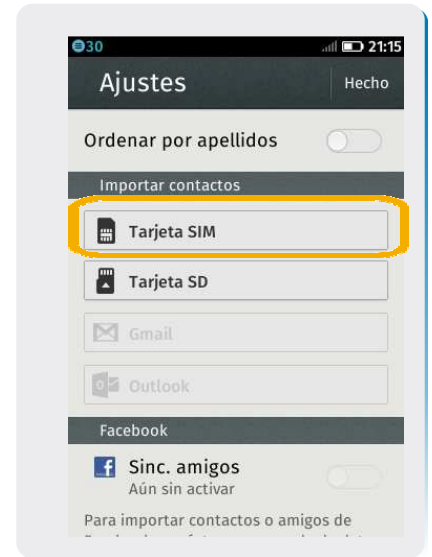 30 21:15
Ajustes Hecho
Ordenar por apellidos
Importar contactos
Tarjeta SIM
Tarjeta SD
Gmail
Outlook
Facebook
Sinc. amigos
Aún sin activar
Para importar contactos o amigos de